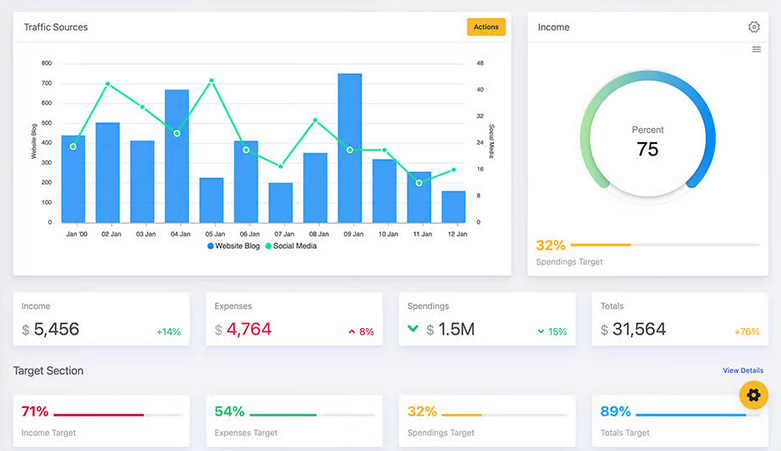 Traffic Sources
Actions
Income
800
700
600
500
400
300
200
100
0
Website Blog
48
40
32
24
16
8
0
Social Media
Jan '00 02 Jan 03 Jan 04 Jan 05 Jan 06 Jan 07 Jan 08 Jan 09 Jan 10 Jan 11 Jan 12 Jan
Website Blog Social Media
Percent
75
32%
Spendings Target
Income
$ 5,456 +14%
Expenses
$ 4,764 8%
Spendings
$ 1.5M 15%
Totals
$ 31,564 +76%
Target Section View Details
71%
Income Target
54%
Expenses Target
32%
Spendings Target
89%
Totals Target